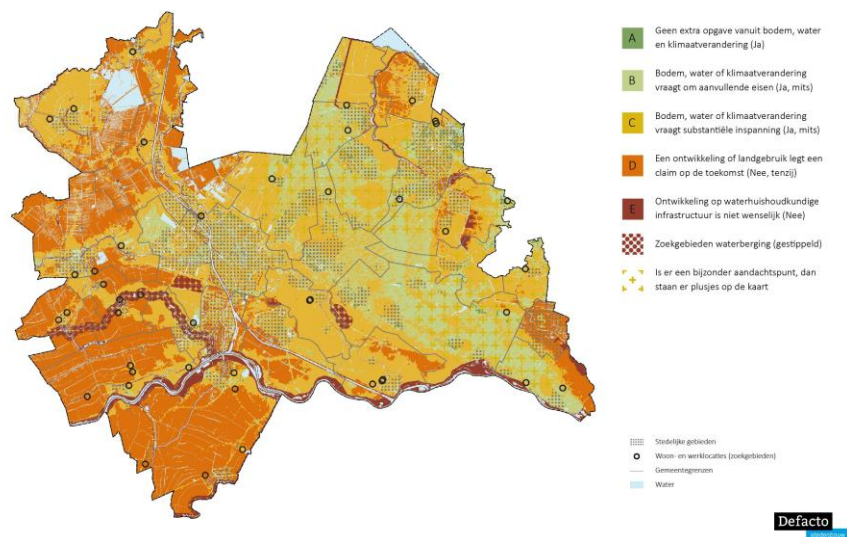 A
Geen extra opgave vanuit bodem, water
en klimaatverandering (Ja)
B
Bodem, water of klimaatverandering
vraagt om aanvullende eisen (Ja, mits)
C
Bodem, water of klimaatverandering
vraagt substantiële inspanning (Ja, mits)
D
Een ontwikkeling of landgebruik legt een
claim op de toekomst (Nee, tenzij)
E
Ontwikkeling op waterhuishoudkundige
infrastructuur is niet wenselijk (Nee)
Zoekgebieden waterberging (gestippeld)
Is er een bijzonder aandachtspunt, dan
staan er plusjes op de kaart
Stedelijke gebieden
Woon- en werklocaties (zoekgebieden)
Gemeentegrenzen
Water
Defacto
stedenbouw